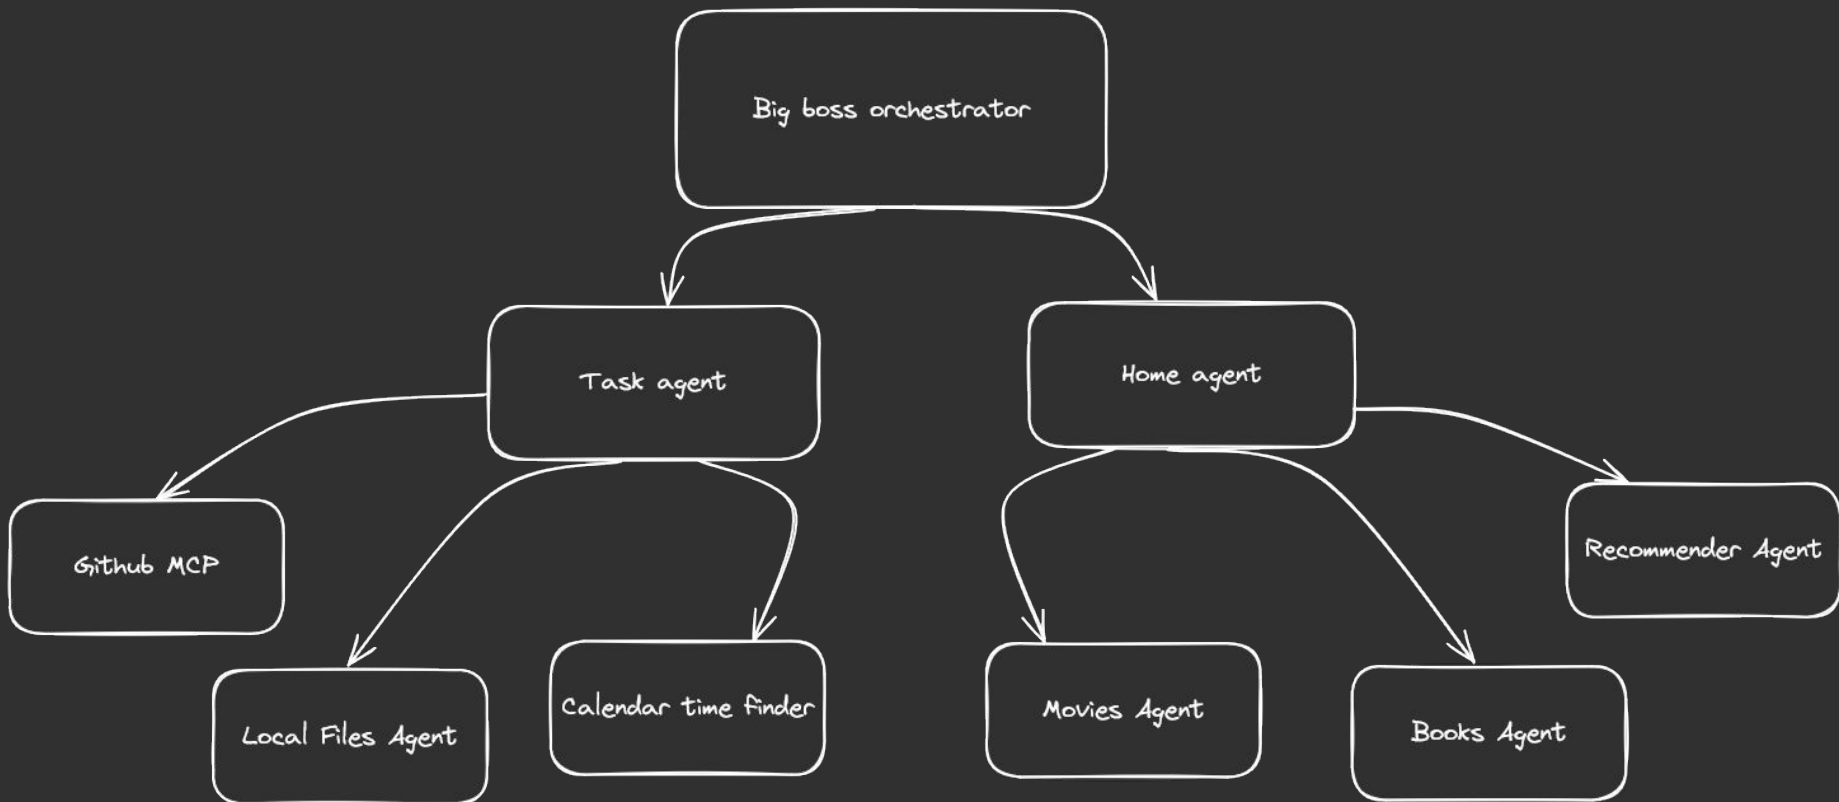 Big boss orchestrator
Task agent
Home agent
Github MCP
Recommender Agent
Local Files Agent
Calendar time finder
Movies Agent
Books Agent